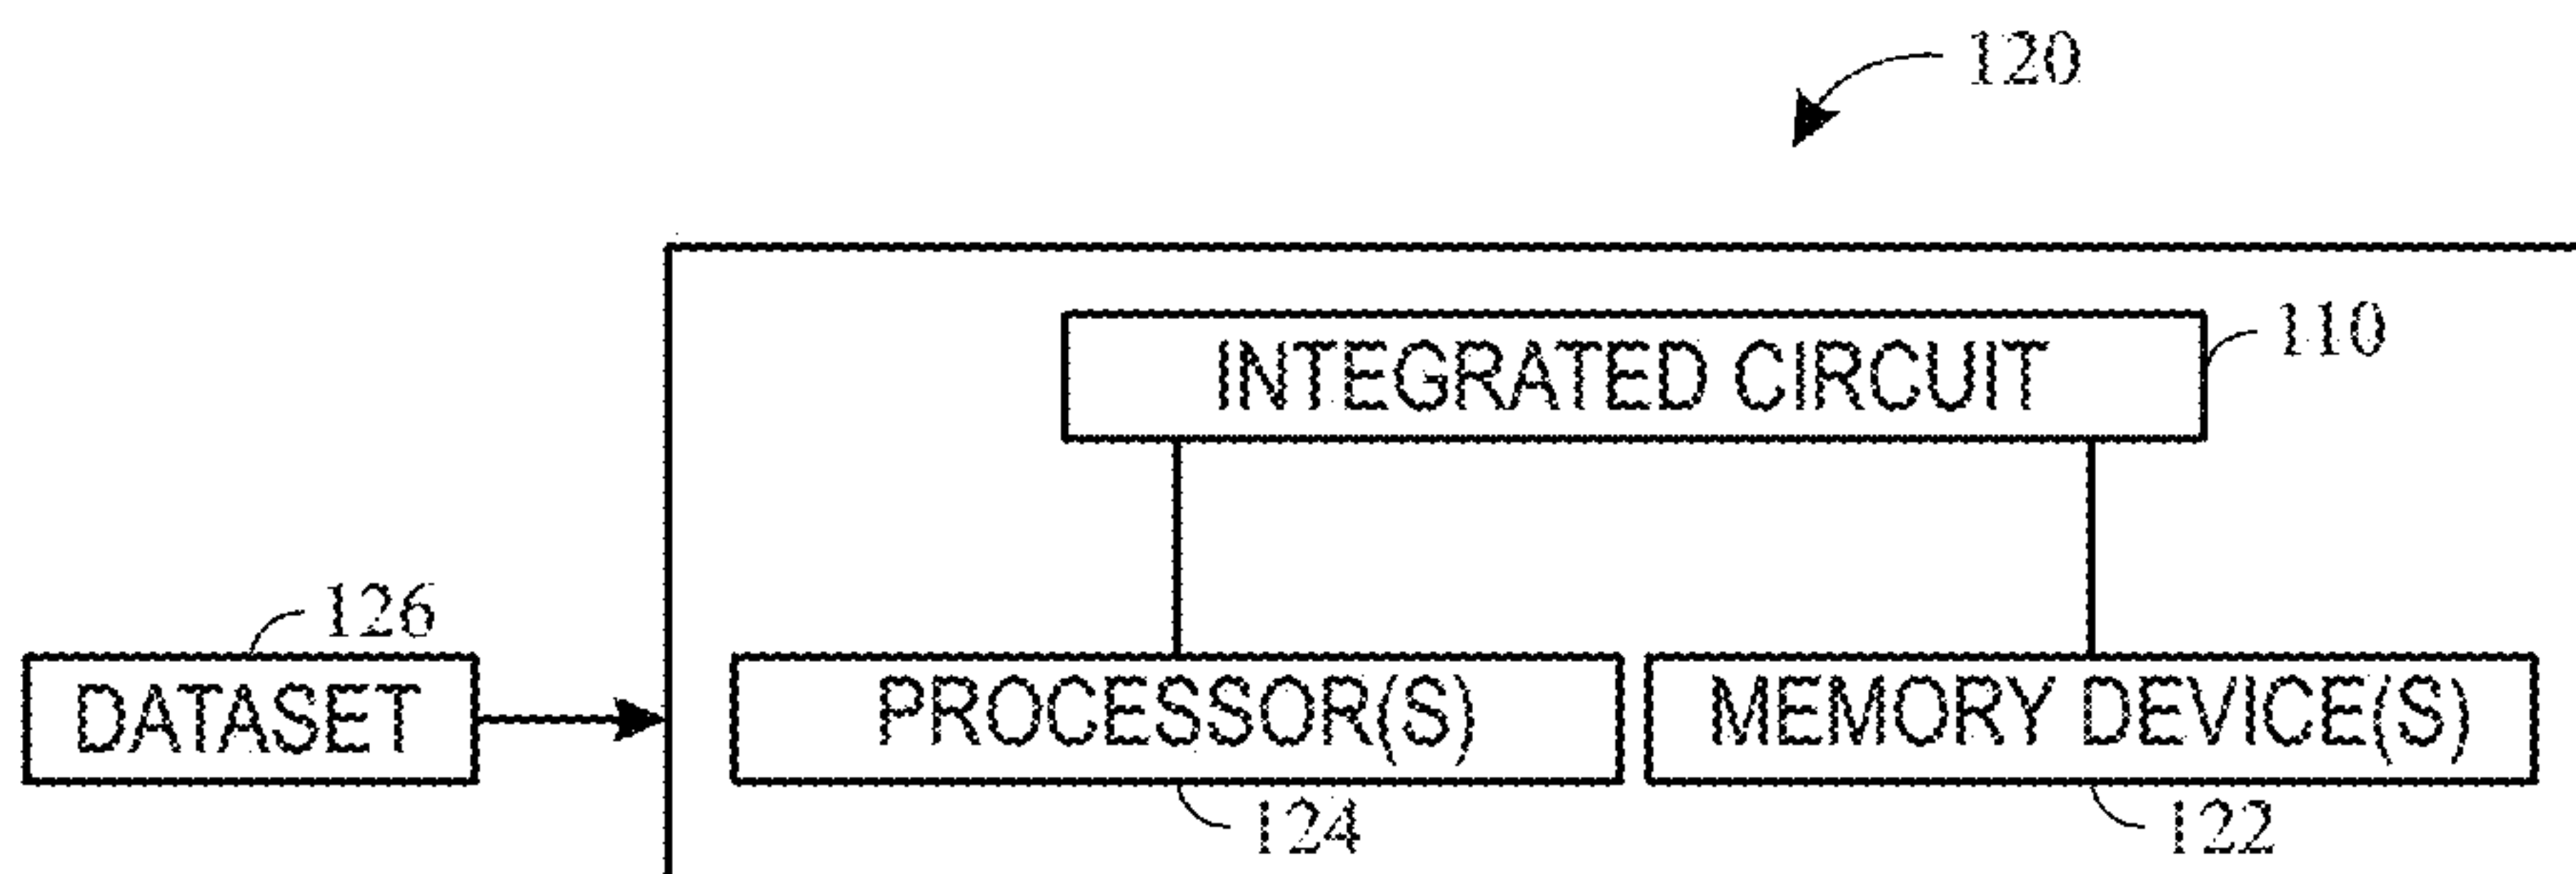 120
INTEGRATED CIRCUIT
110
126
DATASET
PROCESSOR(S)
MEMORY DEVICE(S)
124
122